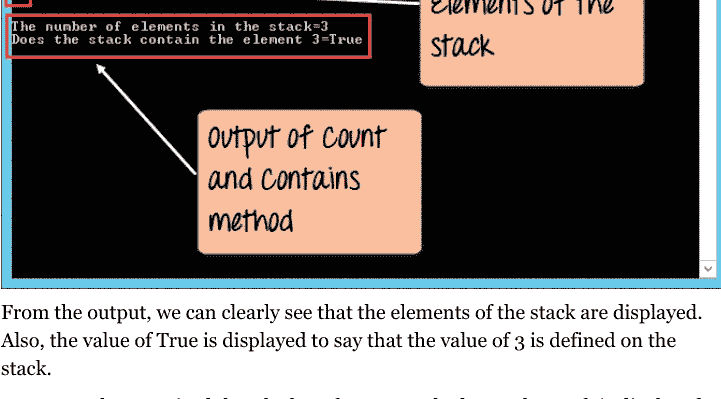 Elements of the
stack
The number of elements in the stack=3
Does the stack contain the element 3=True
Output of Count
and Contains
method
From the output, we can clearly see that the elements of the stack are displayed.
Also, the value of True is displayed to say that the value of 3 is defined on the
stack.